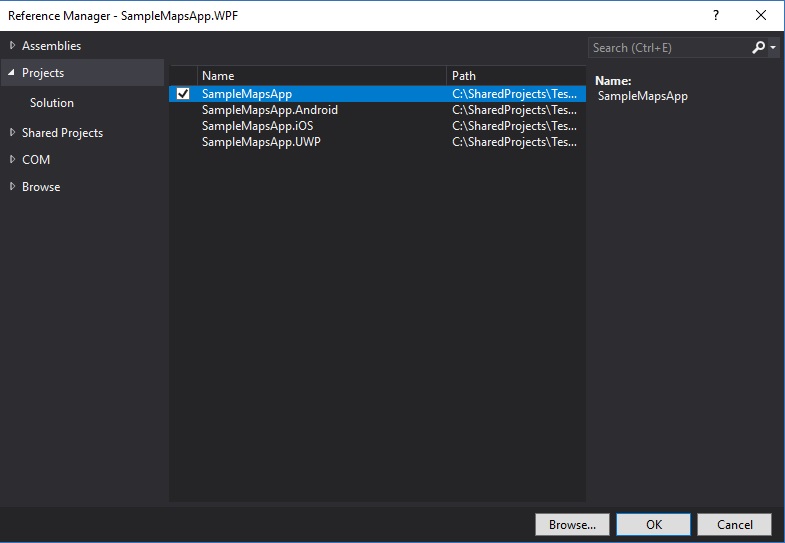 Reference Manager - SampleMapsApp.WPF ?
Assemblies
Search (Ctrl+E)
Projects
Solution
Shared Projects
COM
Browse
Name Path
SampleMapsApp C:\SharedProjects\Tes...
SampleMapsApp.Android C:\SharedProjects\Tes...
SampleMapsApp.iOS C:\SharedProjects\Tes...
SampleMapsApp.UWP C:\SharedProjects\Tes...
Name:
SampleMapsApp
Browse... OK Cancel